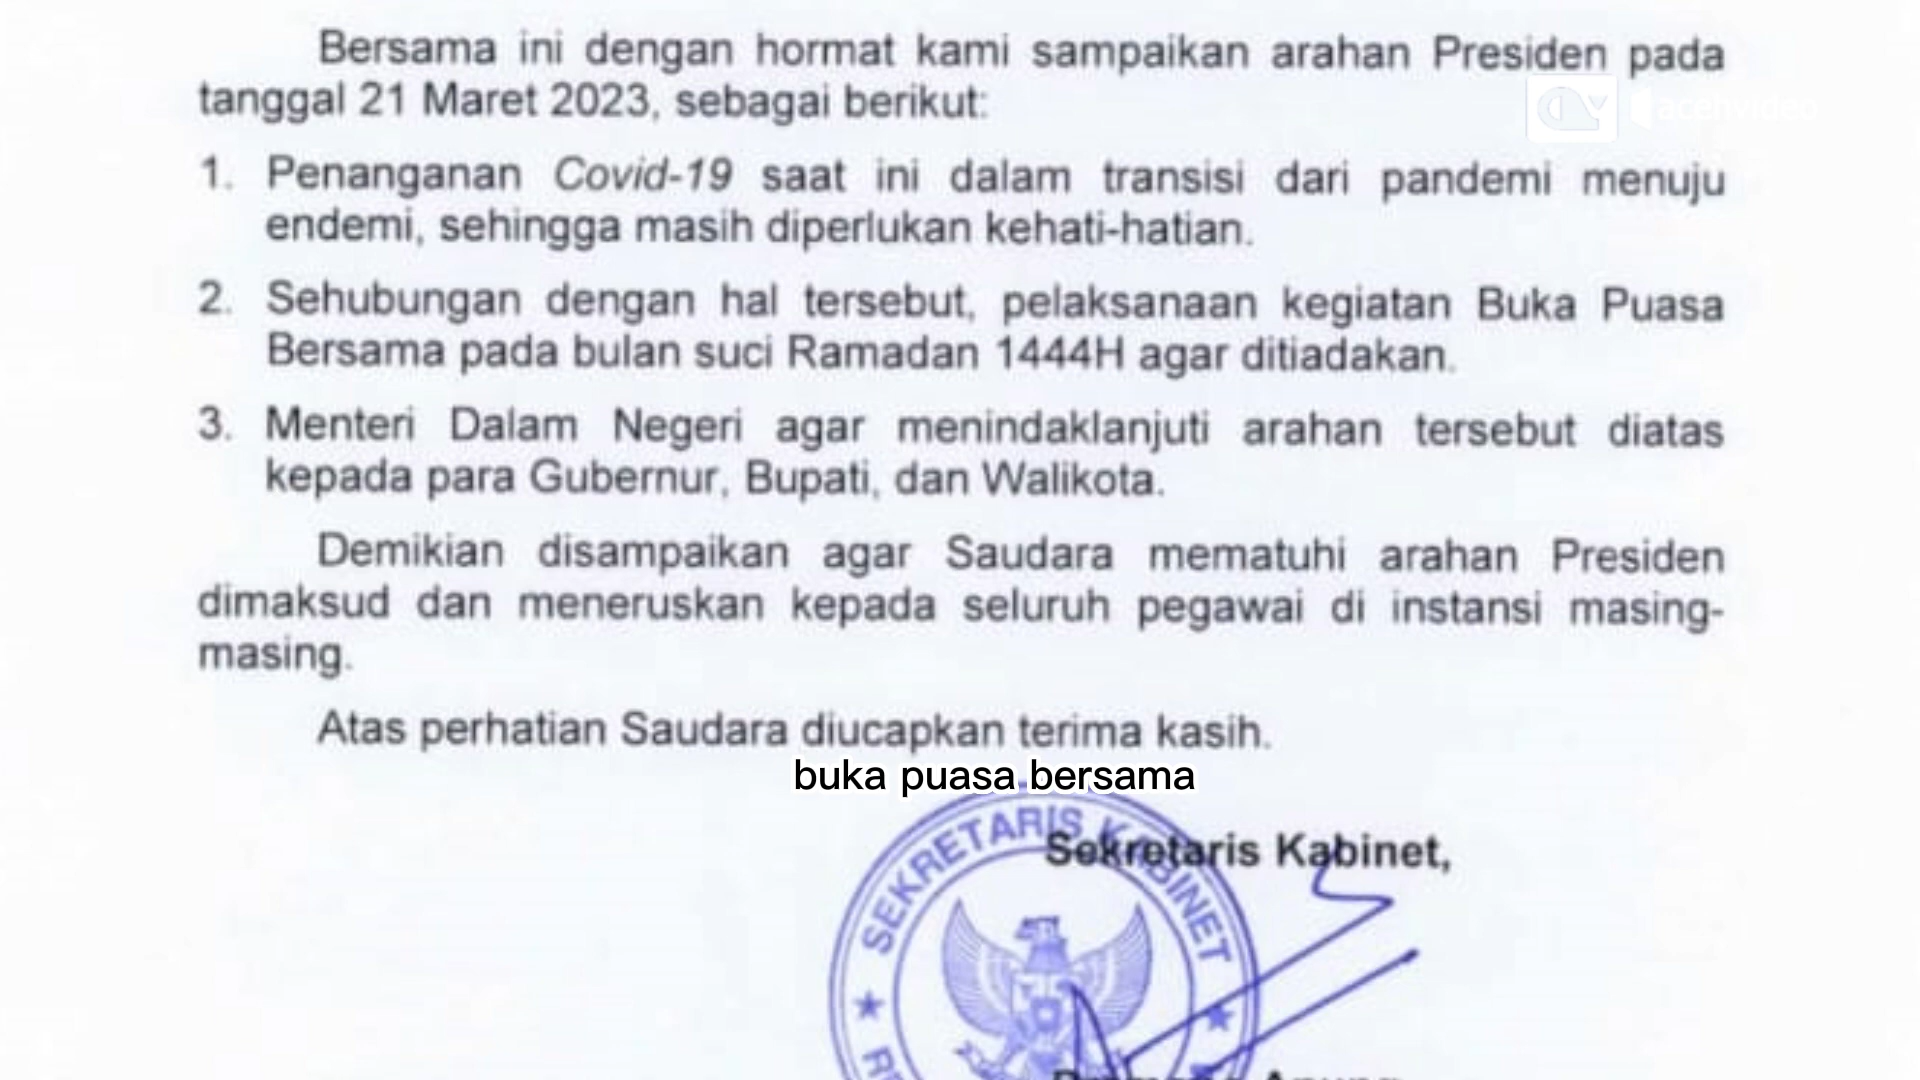 Bersama ini dengan hormat kami sampaikan arahan Presiden pada
tanggal 21 Maret 2023, sebagai berikut:
acehvideo
1. Penanganan Covid-19 saat ini dalam transisi dari pandemi menuju
endemi, sehingga masih diperlukan kehati-hatian.
2. Sehubungan dengan hal tersebut, pelaksanaan kegiatan Buka Puasa
Bersama pada bulan suci Ramadan 1444H agar ditiadakan.
3. Menteri Dalam Negeri agar menindaklanjuti arahan tersebut diatas
kepada para Gubernur, Bupati, dan Walikota.
Demikian disampaikan agar Saudara mematuhi arahan Presiden
dimaksud dan meneruskan kepada seluruh pegawai di instansi masing-
masing.
Atas perhatian Saudara diucapkan terima kasih.
buka puasa bersama
Sekretaris Kabinet,
SEKRETARIS KABINET